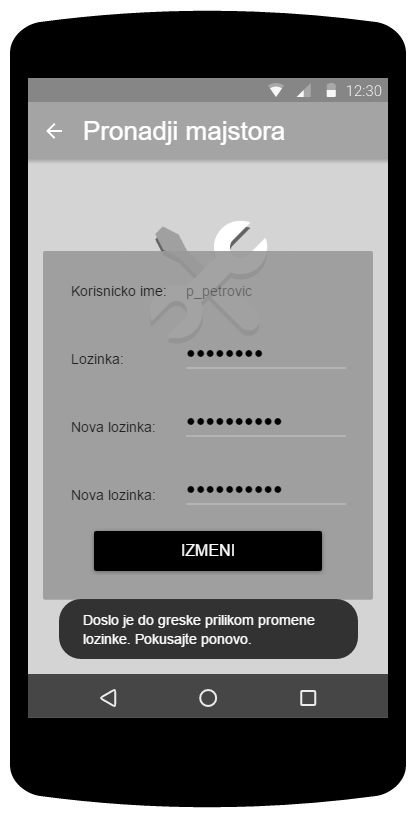 12:30
Pronadji majstora
Korisnicko ime: p_petrovic
Lozinka: ●●●●●●●●
Nova lozinka: ●●●●●●●●●●
Nova lozinka: ●●●●●●●●●●
IZMENI
Doslo je do greske prilikom promene
lozinke. Pokusajte ponovo.